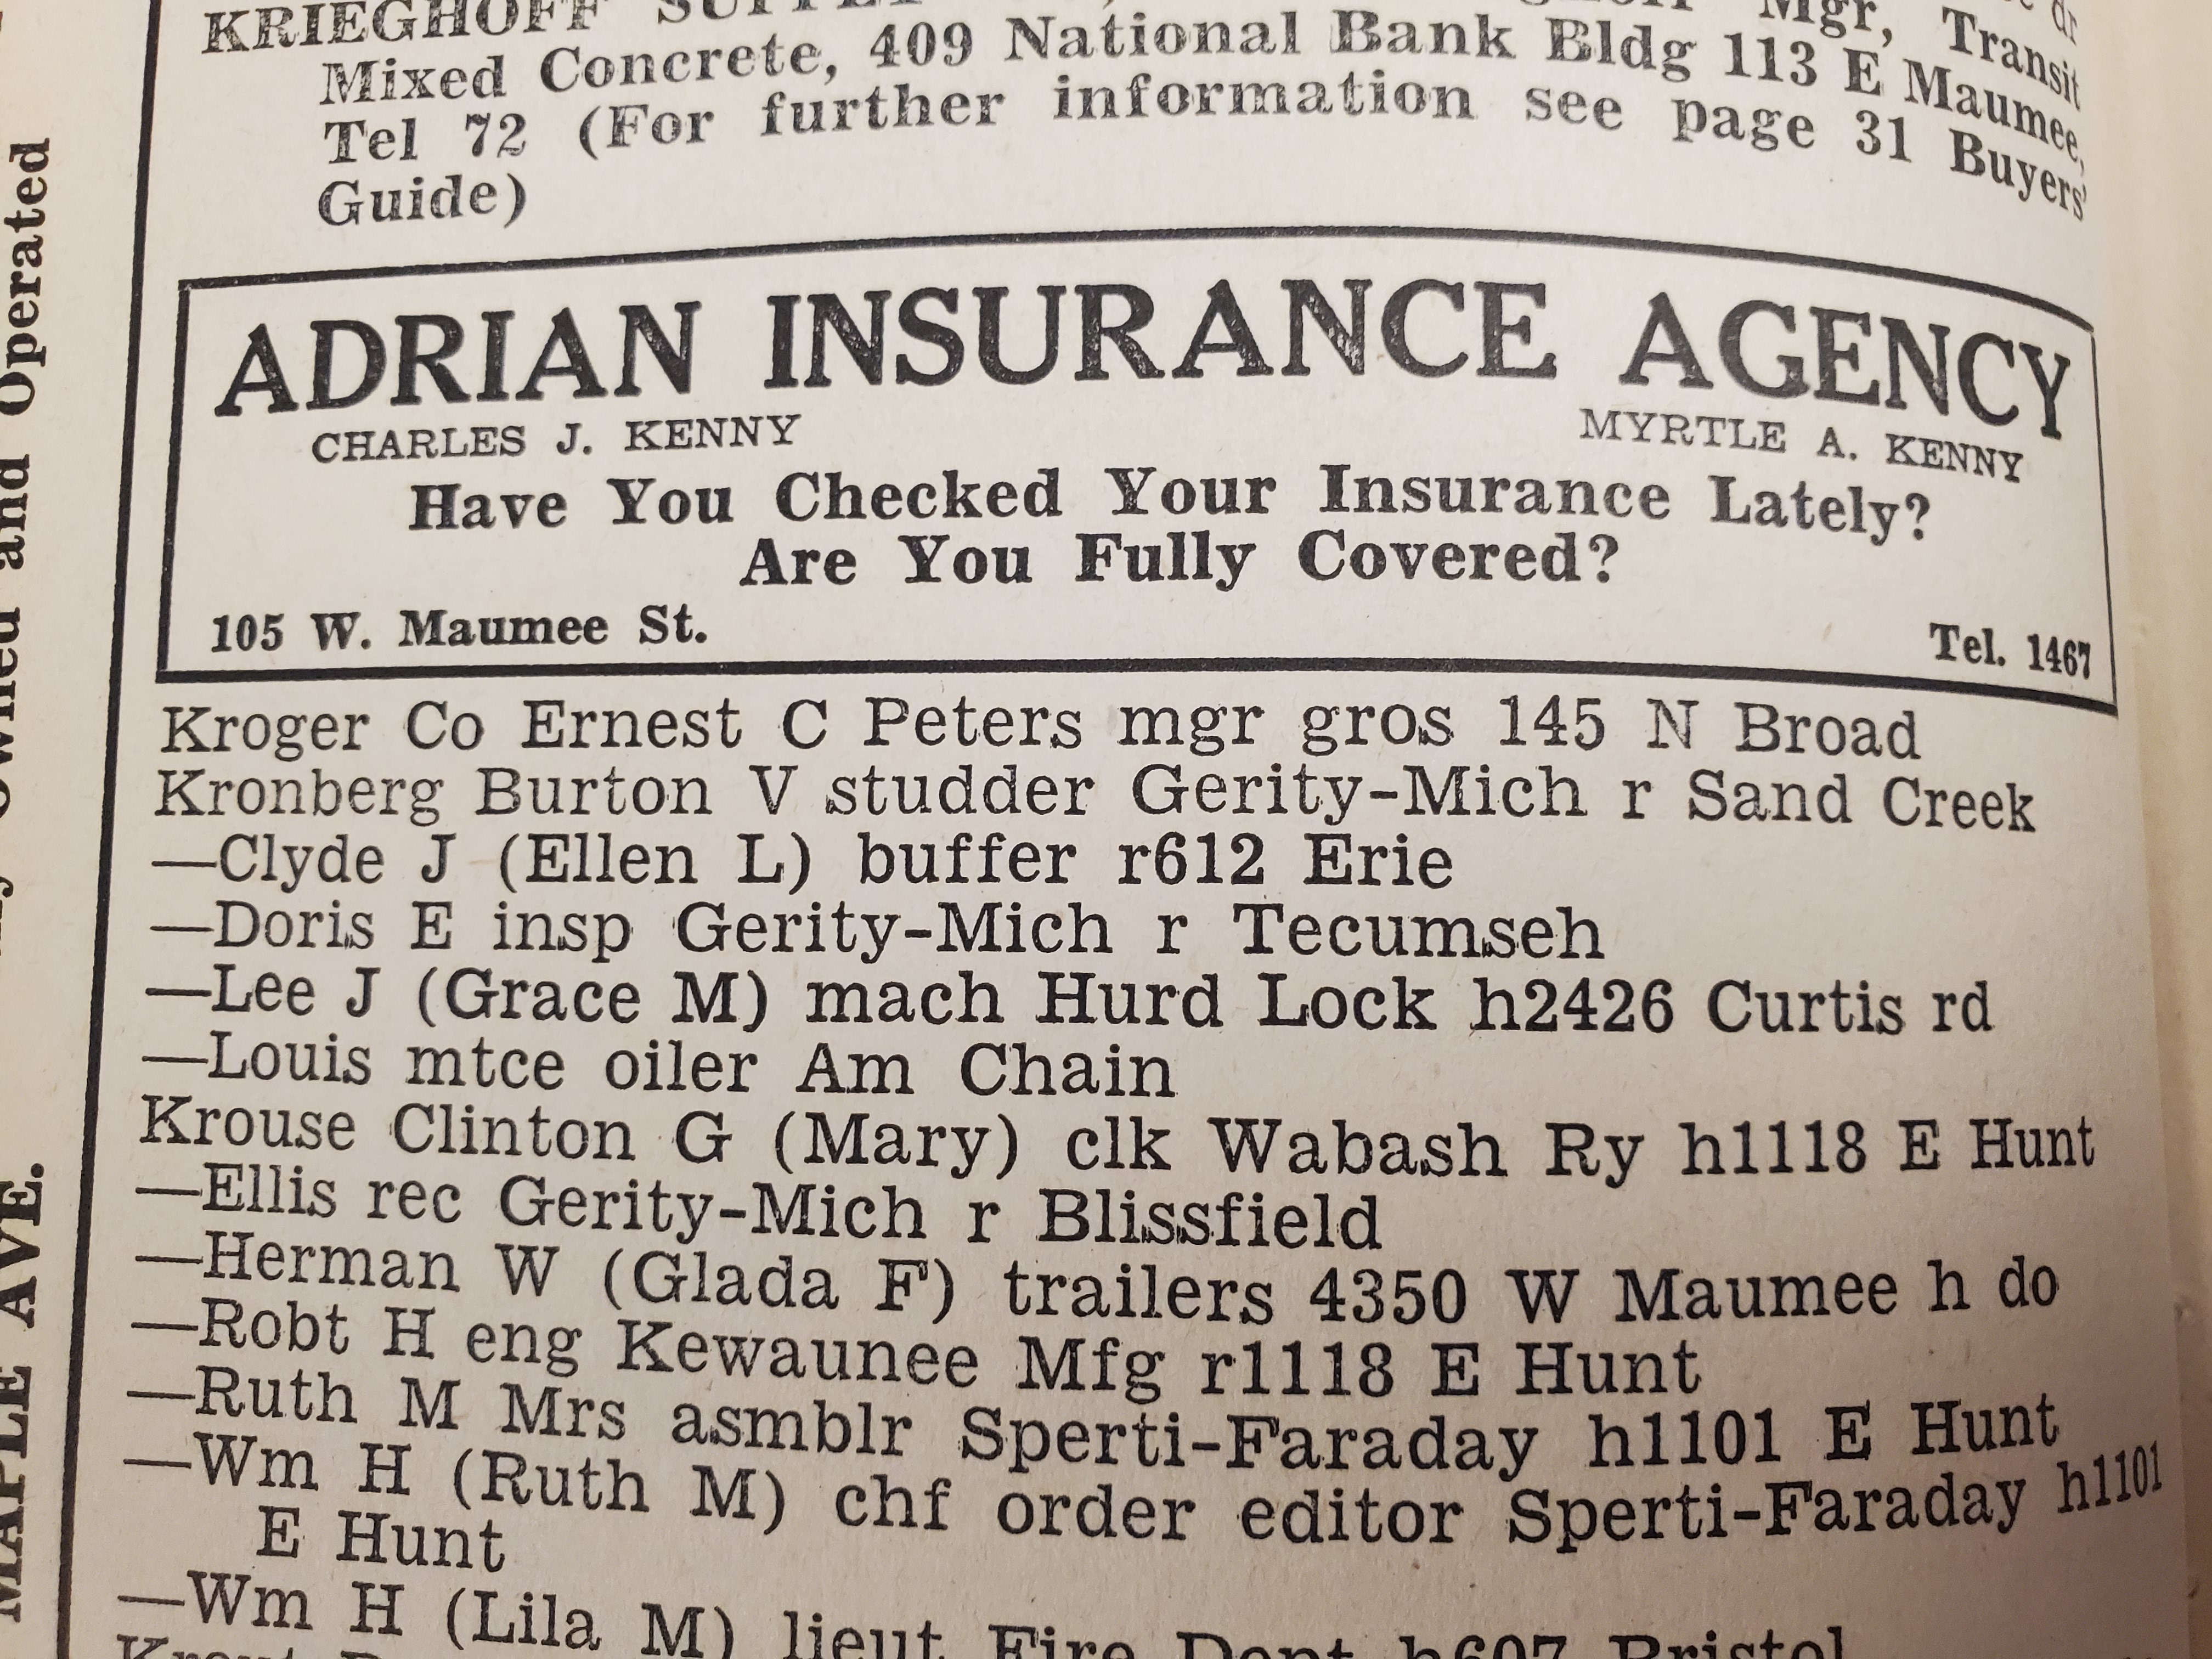 KRIEGHOFF Mgr, Transit
Mixed Concrete, 409 National Bank Bldg 113 E Maumee,
Tel 72 (For further information see page 31 Buyers'
Guide)
ADRIAN INSURANCE AGENCY
CHARLES J. KENNY MYRTLE A. KENNY
Have You Checked Your Insurance Lately?
Are You Fully Covered?
105 W. Maumee St. Tel. 1467
Kroger Co Ernest C Peters mgr gros 145 N Broad
Kronberg Burton V studder Gerity-Mich r Sand Creek
—Clyde J (Ellen L) buffer r612 Erie
—Doris E insp Gerity-Mich r Tecumseh
—Lee J (Grace M) mach Hurd Lock h2426 Curtis rd
—Louis mtce oiler Am Chain
Krouse Clinton G (Mary) clk Wabash Ry h1118 E Hunt
—Ellis rec Gerity-Mich r Blissfield
—Herman W (Glada F) trailers 4350 W Maumee h do
—Robt H eng Kewaunee Mfg r1118 E Hunt
—Ruth M Mrs asmblr Sperti-Faraday h1101 E Hunt
—Wm H (Ruth M) chf order editor Sperti-Faraday h1101
E Hunt
—Wm H (Lila M) lieut Fire Dept h607 Bristol
and Operated
MAPLE AVE.